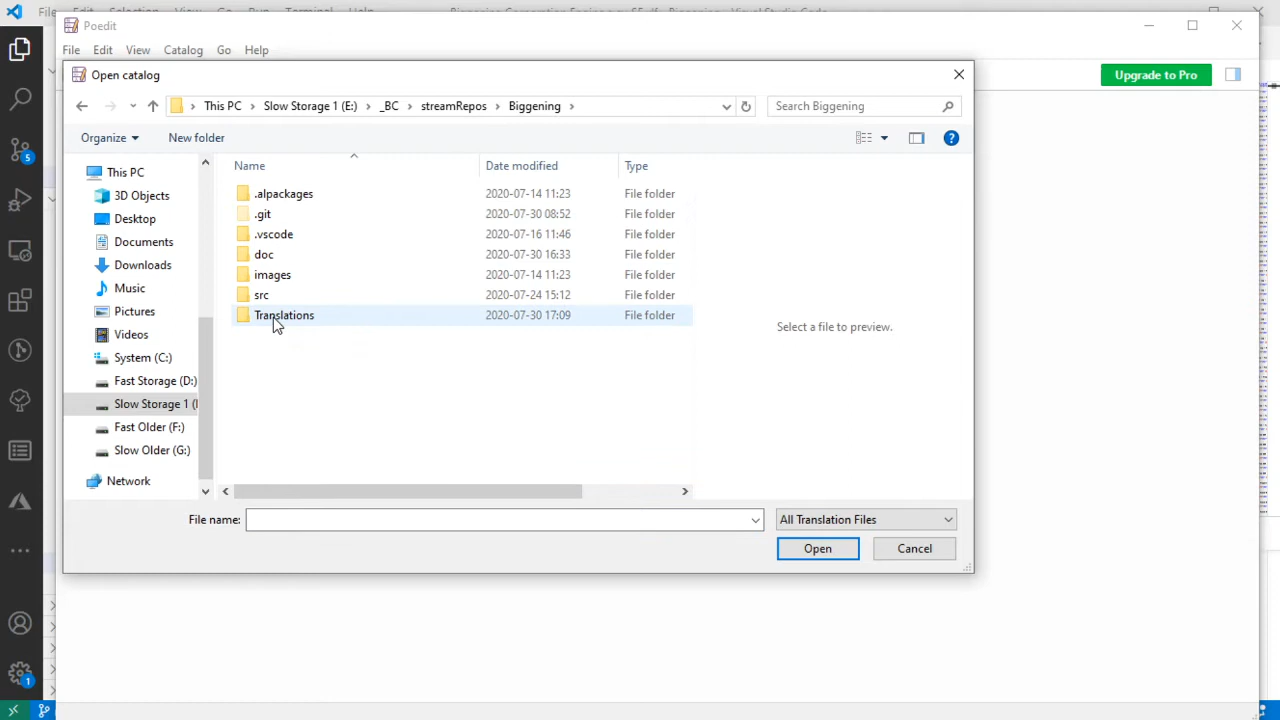 File
Poedit
File Edit View Catalog Go Help
Open catalog
Upgrade to Pro
This PC Slow Storage 1 (E:) _BC streamRepos Biggening
Search Biggening
Organize New folder
Name Date modified Type
This PC
3D Objects
Desktop
Documents
Downloads
Music
Pictures
Videos
System (C:)
Fast Storage (D:)
Slow Storage 1 (
Fast Older (F:)
Slow Older (G:)
Network
.alpackages 2020-07-14 11:23 File folder
.git 2020-07-30 08:52 File folder
.vscode 2020-07-16 11:46 File folder
doc 2020-07-30 16:33 File folder
images 2020-07-14 11:23 File folder
src 2020-07-24 15:12 File folder
Translations 2020-07-30 17:09 File folder
Select a file to preview.
File name:
All Translation Files
Open Cancel
5
1